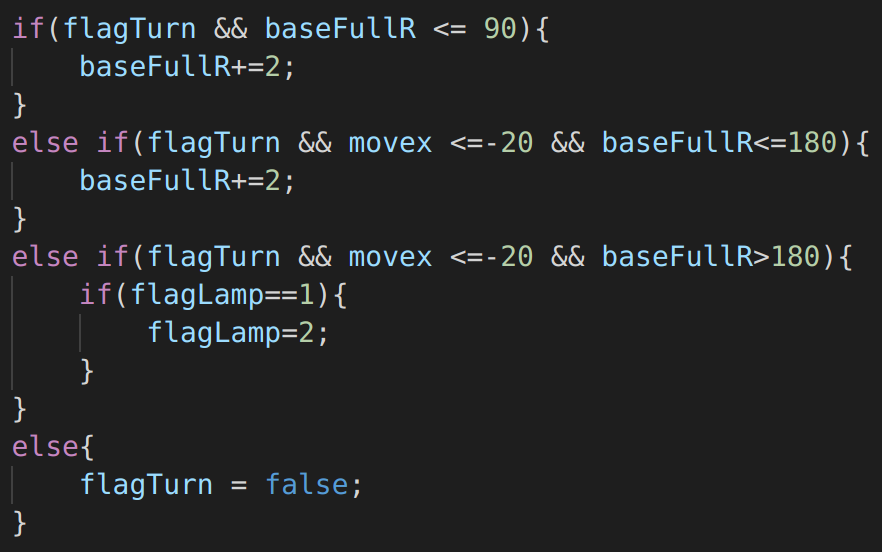 if(flagTurn && baseFullR <= 90){
    baseFullR+=2;
}
else if(flagTurn && movex <=-20 && baseFullR<=180){
    baseFullR+=2;
}
else if(flagTurn && movex <=-20 && baseFullR>180){
    if(flagLamp==1){
        flagLamp=2;
    }
}
else{
    flagTurn = false;
}